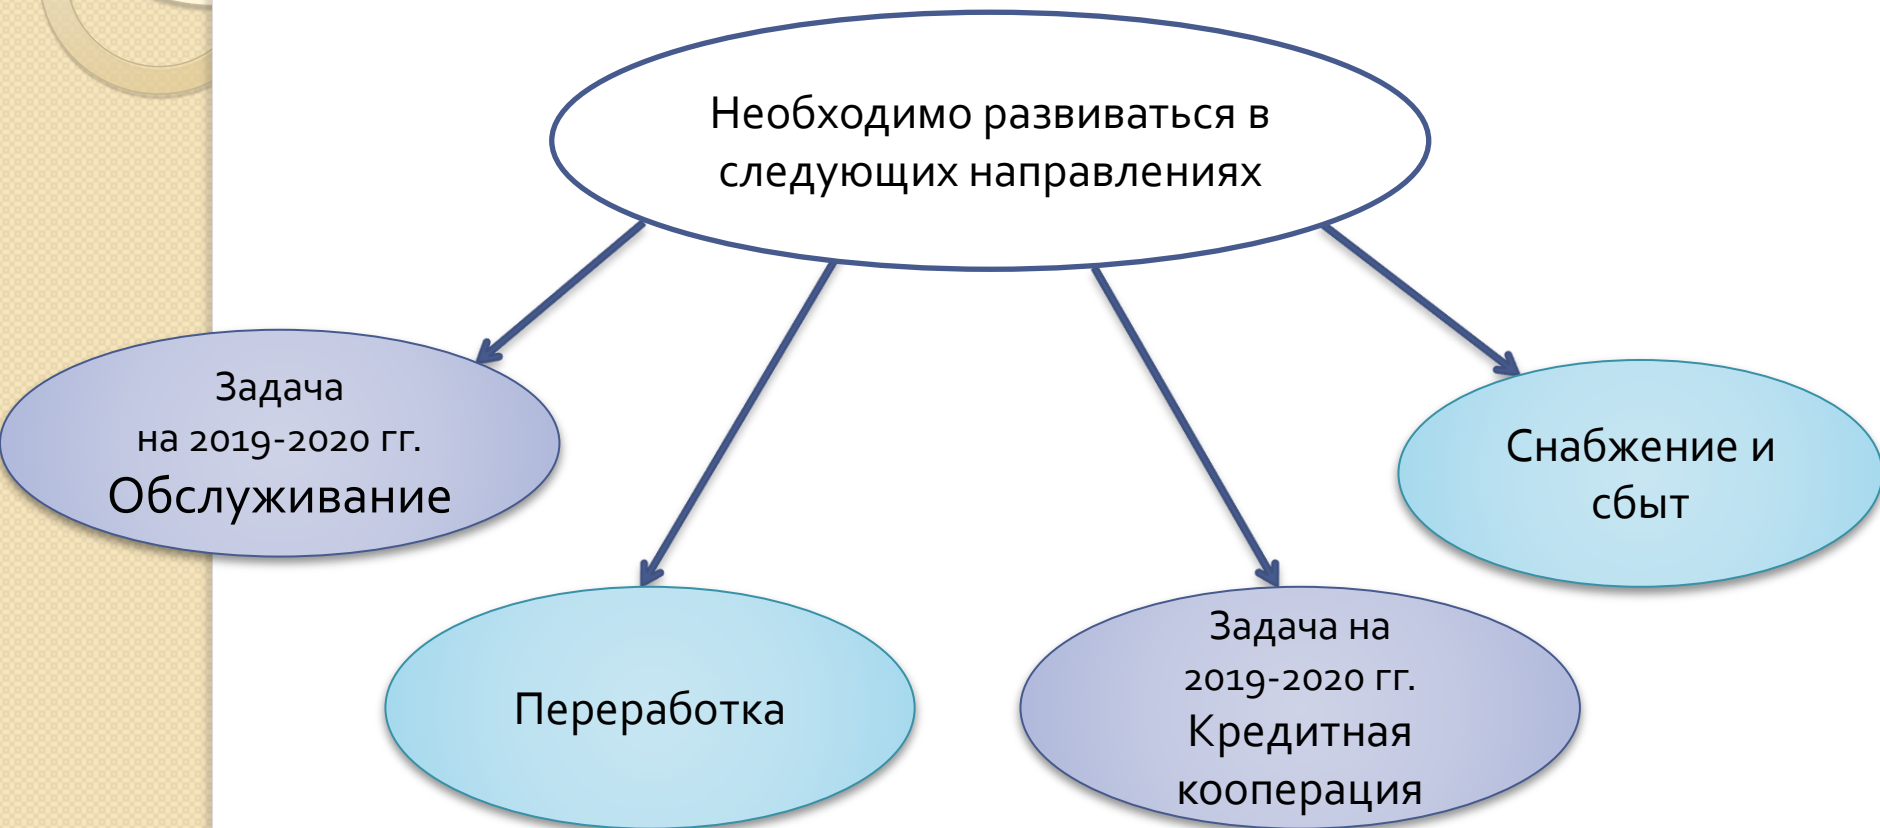 Необходимо развиваться в
следующих направлениях
Задача
на 2019-2020 гг.
Обслуживание
Снабжение и
сбыт
Переработка
Задача на
2019-2020 гг.
Кредитная
кооперация